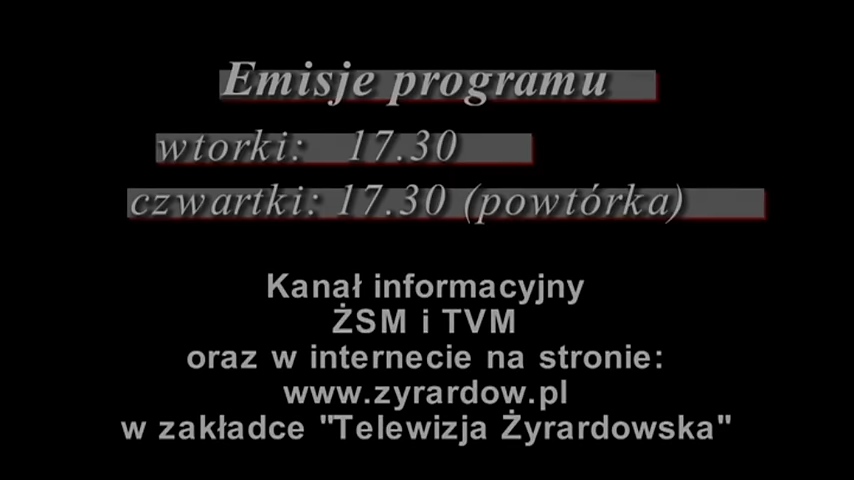 Emisje programu
wtorki: 17.30
czwartki: 17.30 (powtórka)
Kanał informacyjny
ŻSM i TVM
oraz w internecie na stronie:
www.zyrardow.pl
w zakładce "Telewizja Żyrardowska"